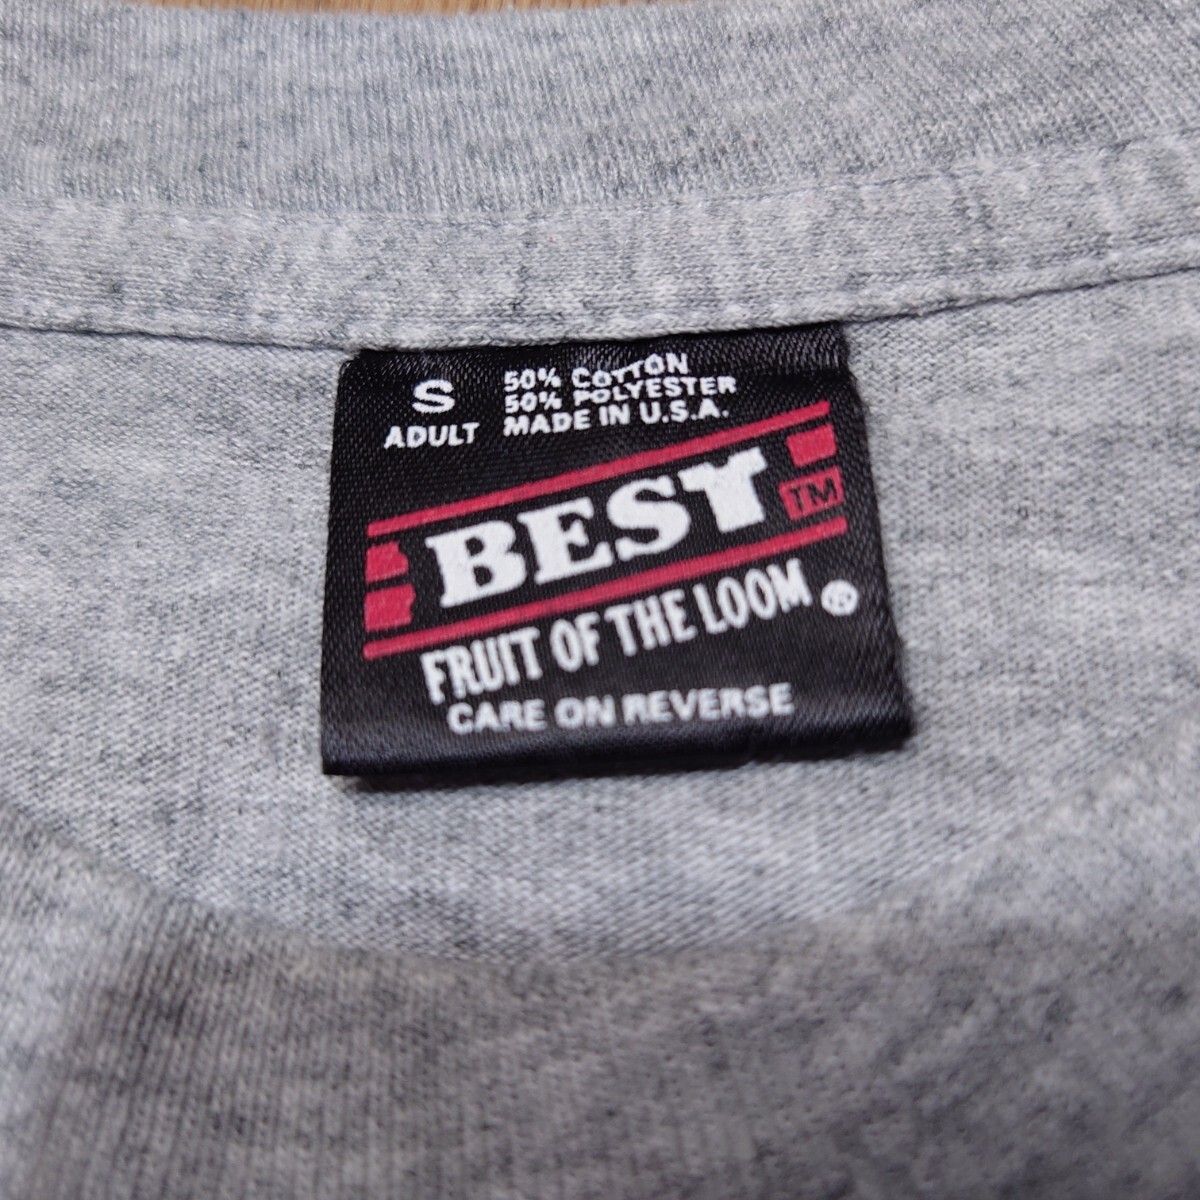 S
ADULT
50% COTTON
50% POLYESTER
MADE IN U.S.A.
BEST TM
FRUIT OF THE LOOM ®
CARE ON REVERSE